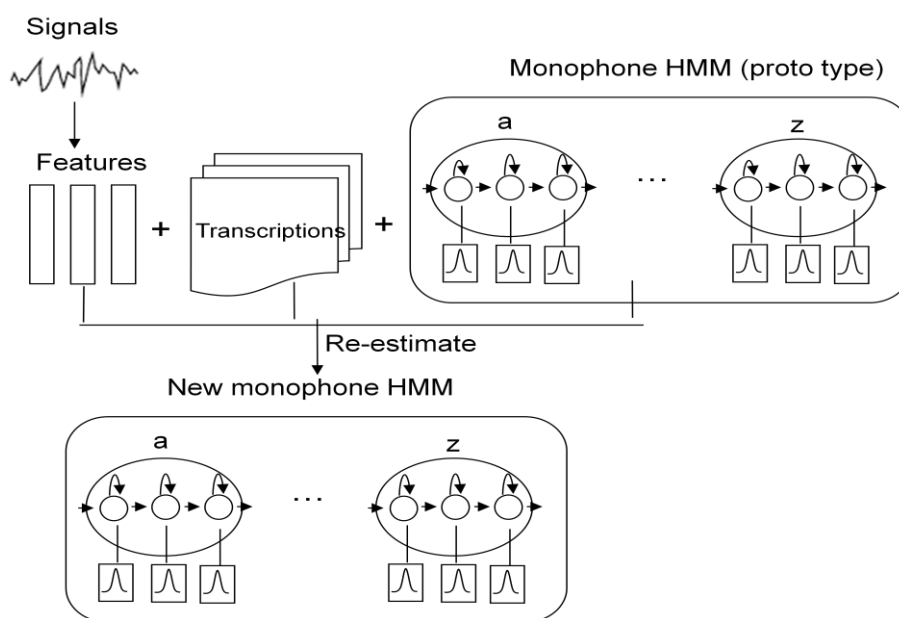 Signals
Monophone HMM (proto type)
a
z
Features
...
+
Transcriptions
+
Re-estimate
New monophone HMM
a
z
...